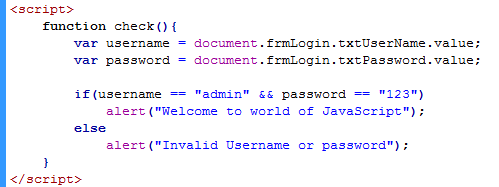 <script>
function check(){
var username = document.frmLogin.txtUserName.value;
var password = document.frmLogin.txtPassword.value;
if(username == "admin" && password == "123")
alert("Welcome to world of JavaScript");
else
alert("Invalid Username or password");
}
</script>